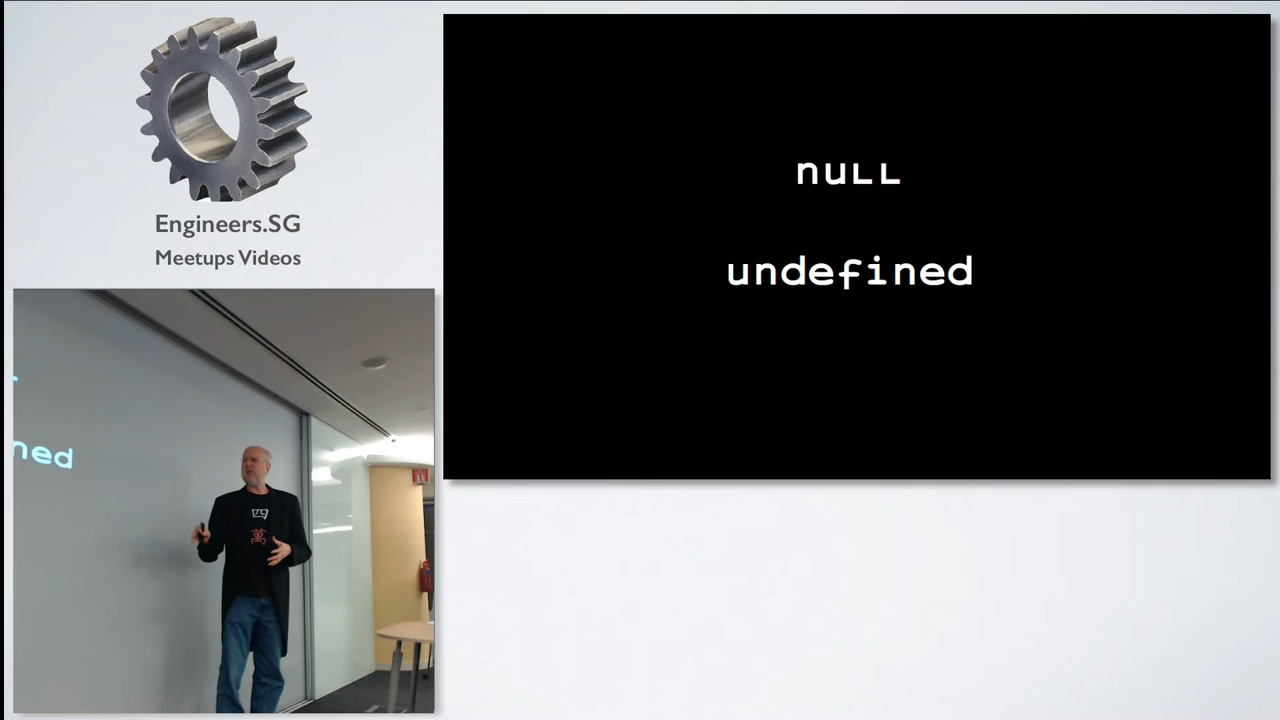 Engineers.SG
Meetups Videos
null
undefined
ned
四
萬